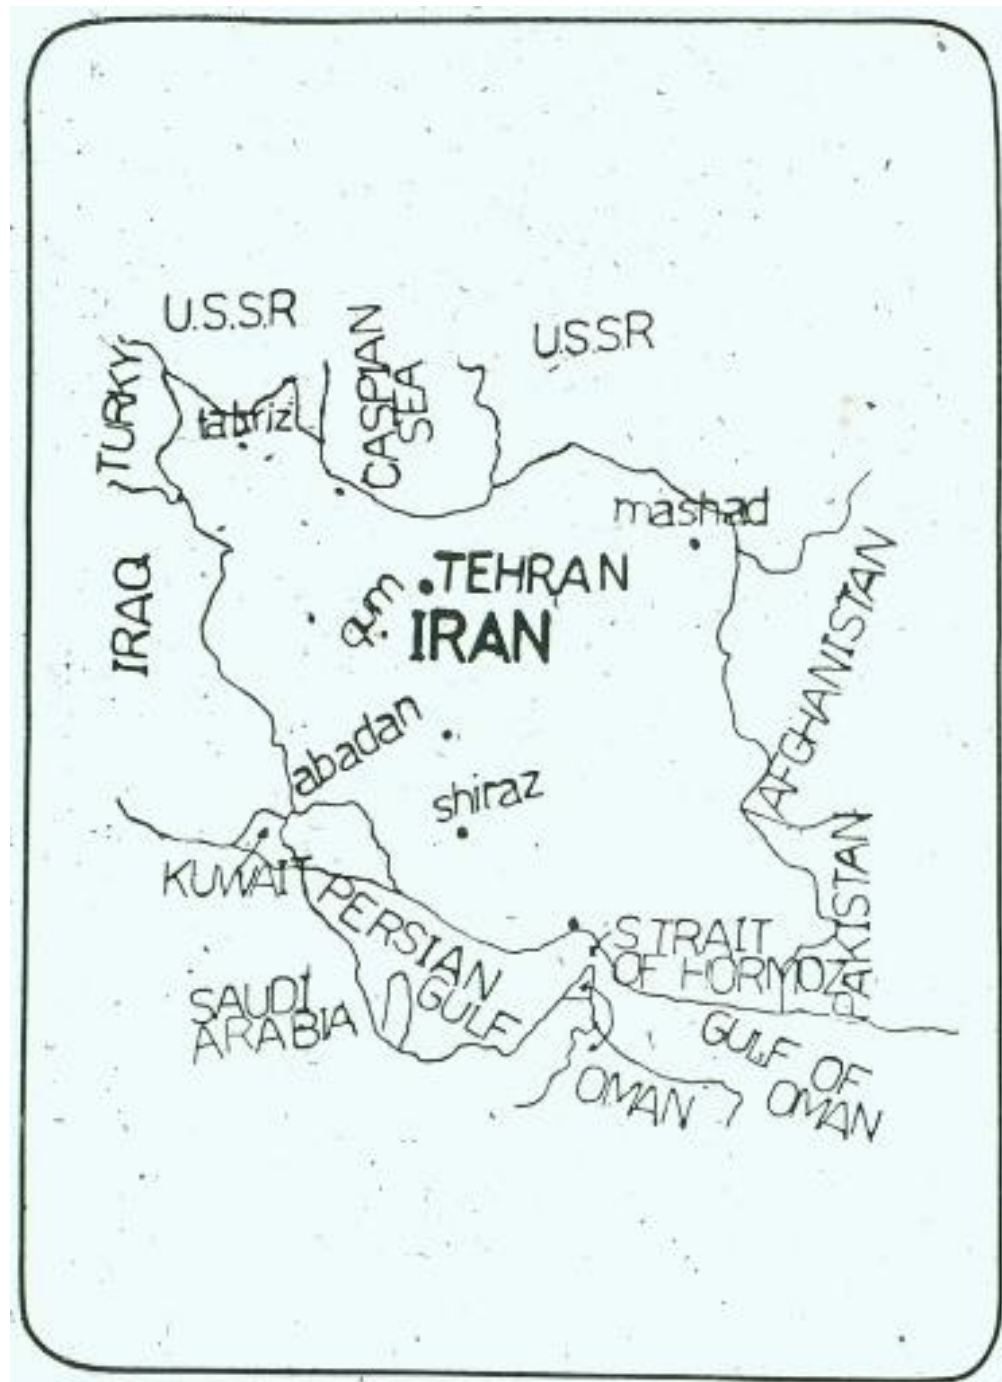 U.S.S.R
U.S.S.R
CASPIAN
SEA
TURKY
tabriz
mashad
TEHRAN
qum
IRAN
IRAQ
AFGHANISTAN
abadan
shiraz
KUWAIT
PERSIAN
GULF
STRAIT
OF HORMOZ
PAKISTAN
SAUDI
ARABIA
GULF OF
OMAN
OMAN